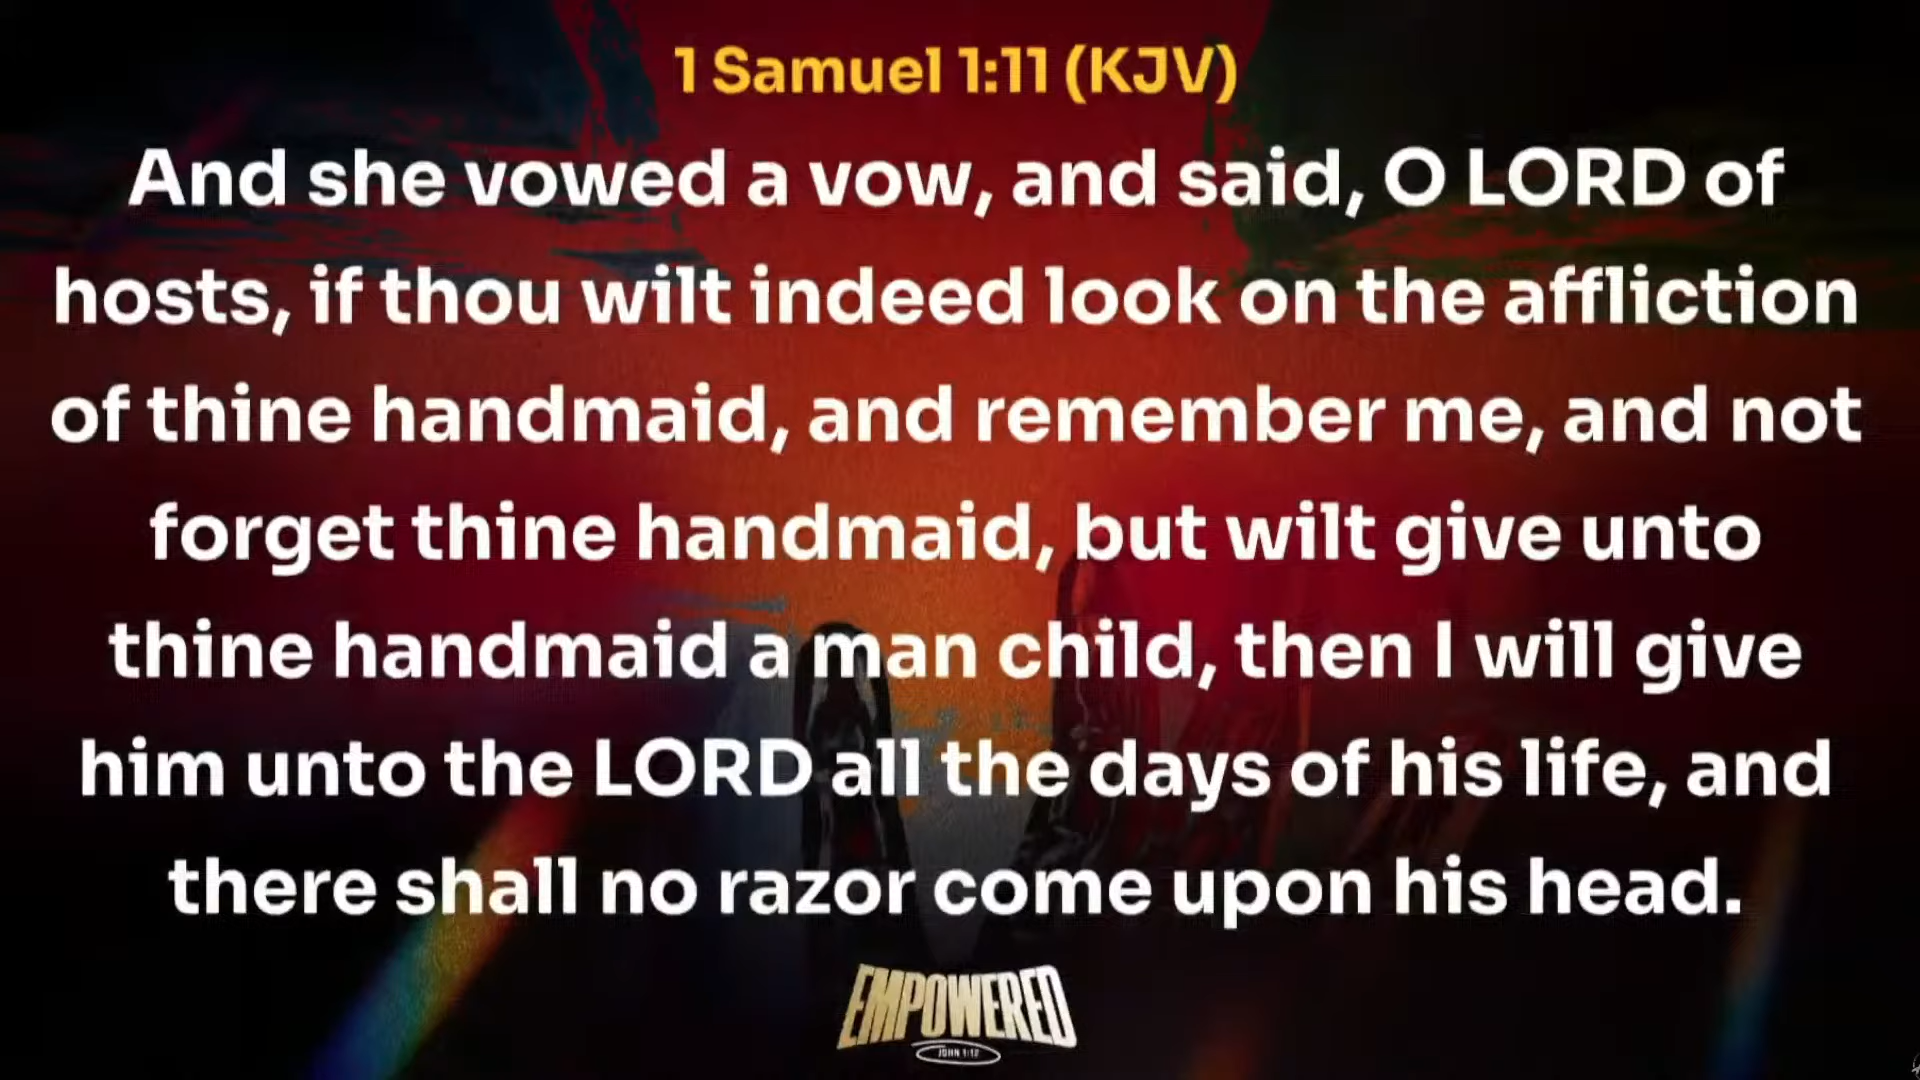 1 Samuel 1:11 (KJV)
And she vowed a vow, and said, O LORD of
hosts, if thou wilt indeed look on the affliction
of thine handmaid, and remember me, and not
forget thine handmaid, but wilt give unto
thine handmaid a man child, then I will give
him unto the LORD all the days of his life, and
there shall no razor come upon his head.
EMPOWERED
JOHN 1:12